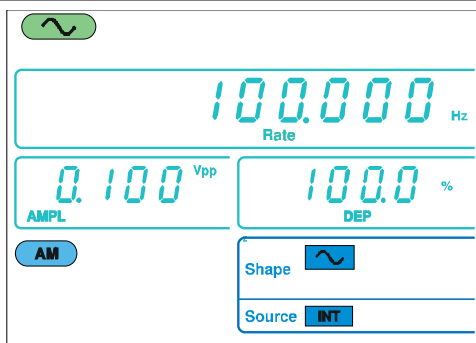 100.000 Hz
Rate
0.100 Vpp
AMPL
100.0 %
DEP
AM
Shape
Source INT